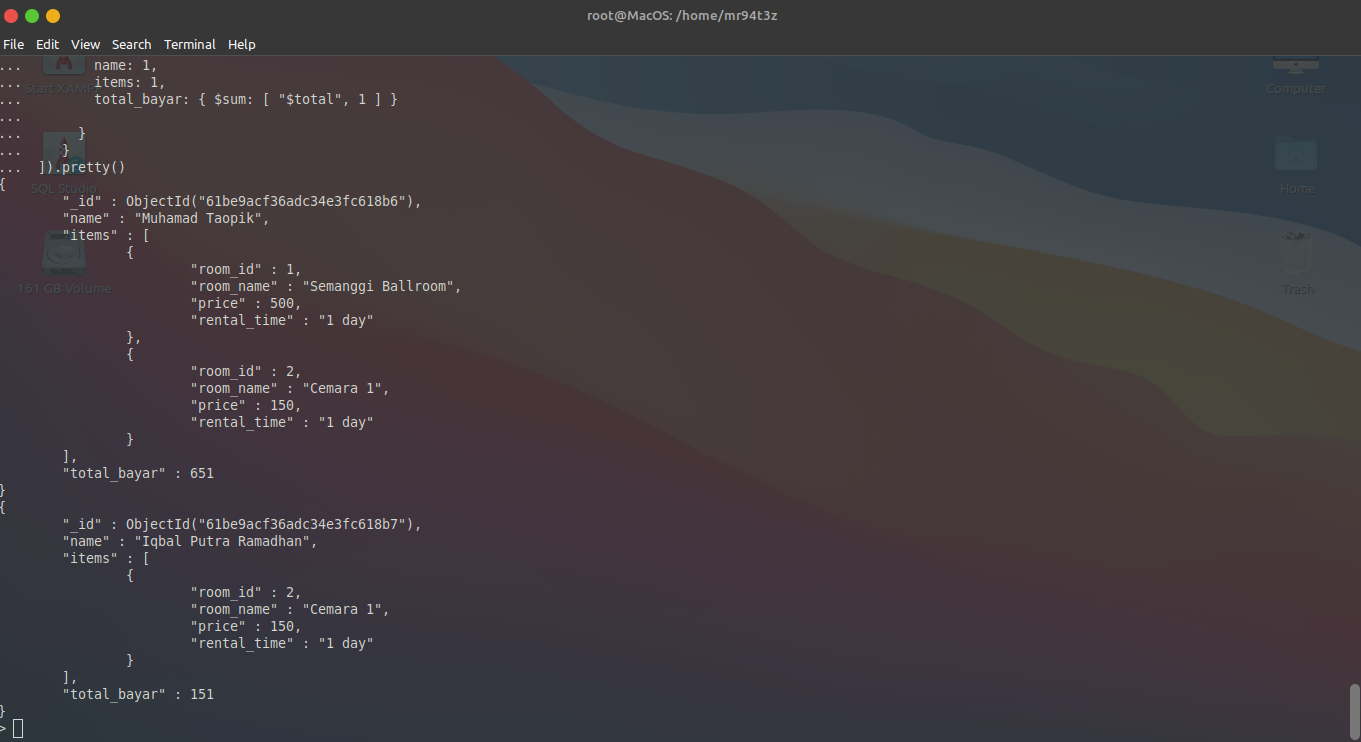 root@MacOS: /home/mr94t3z
File Edit View Search Terminal Help
... name: 1,
... items: 1,
... total_bayar: { $sum: [ "$total", 1 ] }
...
... }
... }
... ]).pretty()
{
"_id" : ObjectId("61be9acf36adc34e3fc618b6"),
"name" : "Muhamad Taopik",
"items" : [
{
"room_id" : 1,
"room_name" : "Semanggi Ballroom",
"price" : 500,
"rental_time" : "1 day"
},
{
"room_id" : 2,
"room_name" : "Cemara 1",
"price" : 150,
"rental_time" : "1 day"
}
],
"total_bayar" : 651
}
{
"_id" : ObjectId("61be9acf36adc34e3fc618b7"),
"name" : "Iqbal Putra Ramadhan",
"items" : [
{
"room_id" : 2,
"room_name" : "Cemara 1",
"price" : 150,
"rental_time" : "1 day"
}
],
"total_bayar" : 151
}
>
Start XAMP
SQL Studio
161 GB Volume
Computer
Home
Trash